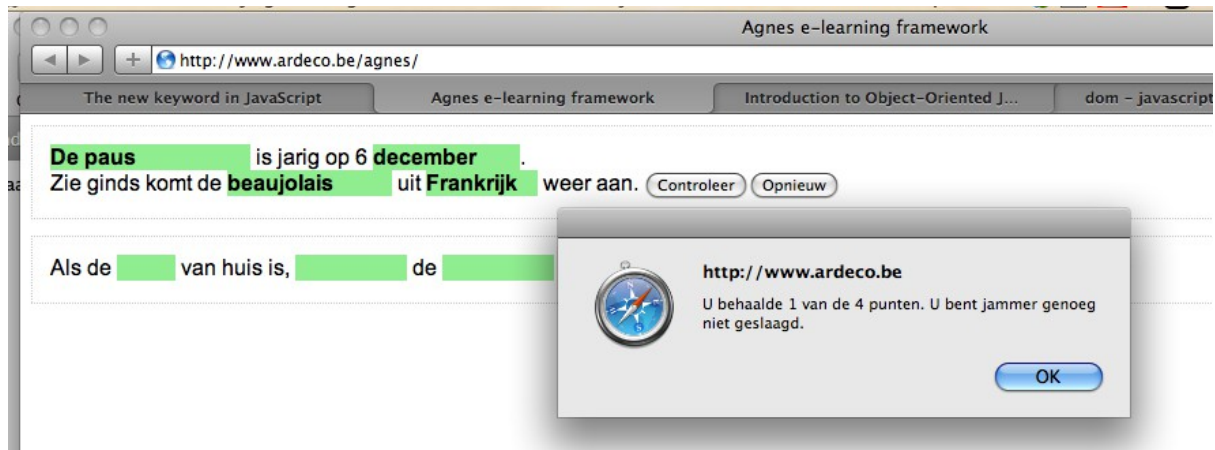 Agnes e-learning framework
http://www.ardeco.be/agnes/
The new keyword in JavaScript Agnes e-learning framework Introduction to Object-Oriented J... dom - javascript
De paus is jarig op 6 december .
Zie ginds komt de beaujolais uit Frankrijk weer aan. Controleer Opnieuw
Als de van huis is, de
http://www.ardeco.be
U behaalde 1 van de 4 punten. U bent jammer genoeg
niet geslaagd.
OK